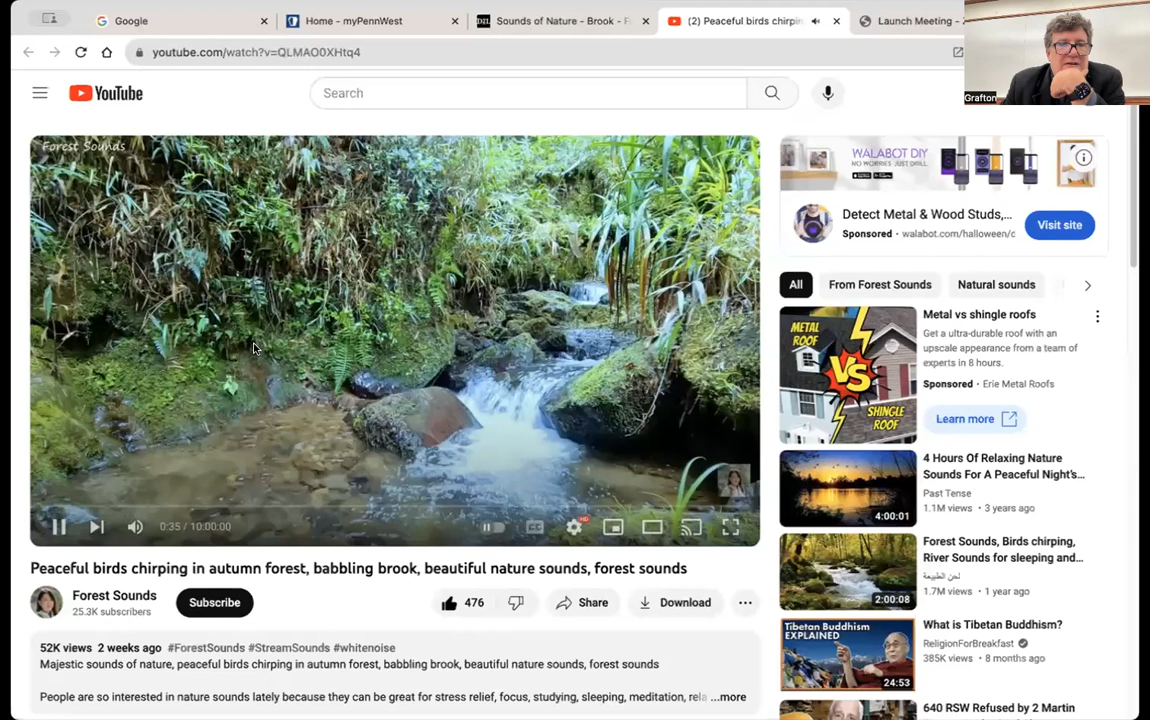 Google
Home - myPennWest
D2L Sounds of Nature - Brook - F
(2) Peaceful birds chirpin
Launch Meeting -
youtube.com/watch?v=QLMAO0XHtq4
Grafton
YouTube
Search
Forest Sounds
0:35 / 10:00:00
CC
HD
Peaceful birds chirping in autumn forest, babbling brook, beautiful nature sounds, forest sounds
Forest Sounds
25.3K subscribers
Subscribe
476
Share
Download
52K views 2 weeks ago #ForestSounds #StreamSounds #whitenoise
Majestic sounds of nature, peaceful birds chirping in autumn forest, babbling brook, beautiful nature sounds, forest sounds
People are so interested in nature sounds lately because they can be great for stress relief, focus, studying, sleeping, meditation, rela ...more
WALABOT DIY
NO WORRIES. JUST DRILL.
Detect Metal & Wood Studs,...
Sponsored · walabot.com/halloween/c
Visit site
All
From Forest Sounds
Natural sounds
METAL ROOF
VS
SHINGLE ROOF
Metal vs shingle roofs
Get a ultra-durable roof with an
upscale appearance from a team of
experts in 8 hours.
Sponsored · Erie Metal Roofs
Learn more
4:00:01
4 Hours Of Relaxing Nature
Sounds For A Peaceful Night's...
Past Tense
1.1M views · 3 years ago
2:00:08
Forest Sounds, Birds chirping,
River Sounds for sleeping and...
لحن الطبيعة
1.7M views · 1 year ago
Tibetan Buddhism
EXPLAINED
24:53
What is Tibetan Buddhism?
ReligionForBreakfast
385K views · 8 months ago
640 RSW Refused by 2 Martin